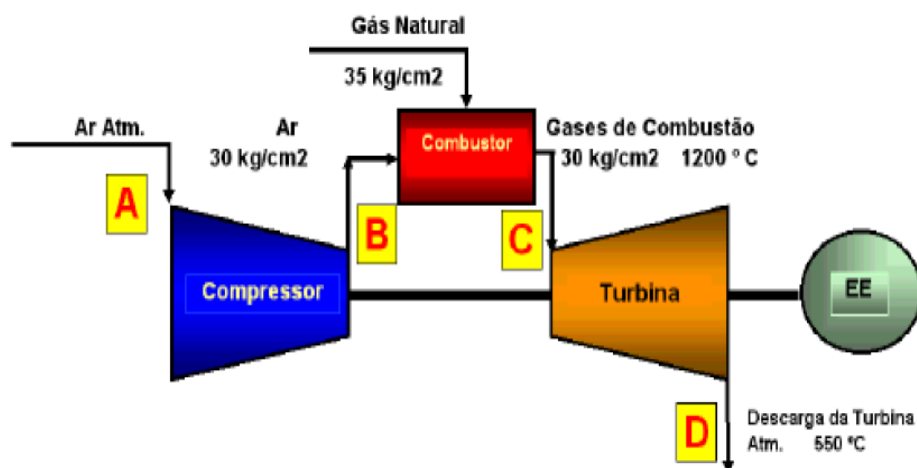 Gás Natural
35 kg/cm2
Ar Atm.
Ar
30 kg/cm2
Combustor
Gases de Combustão
30 kg/cm2 1200 º C
A
B
C
Compressor
Turbina
EE
D
Descarga da Turbina
Atm. 550 ºC